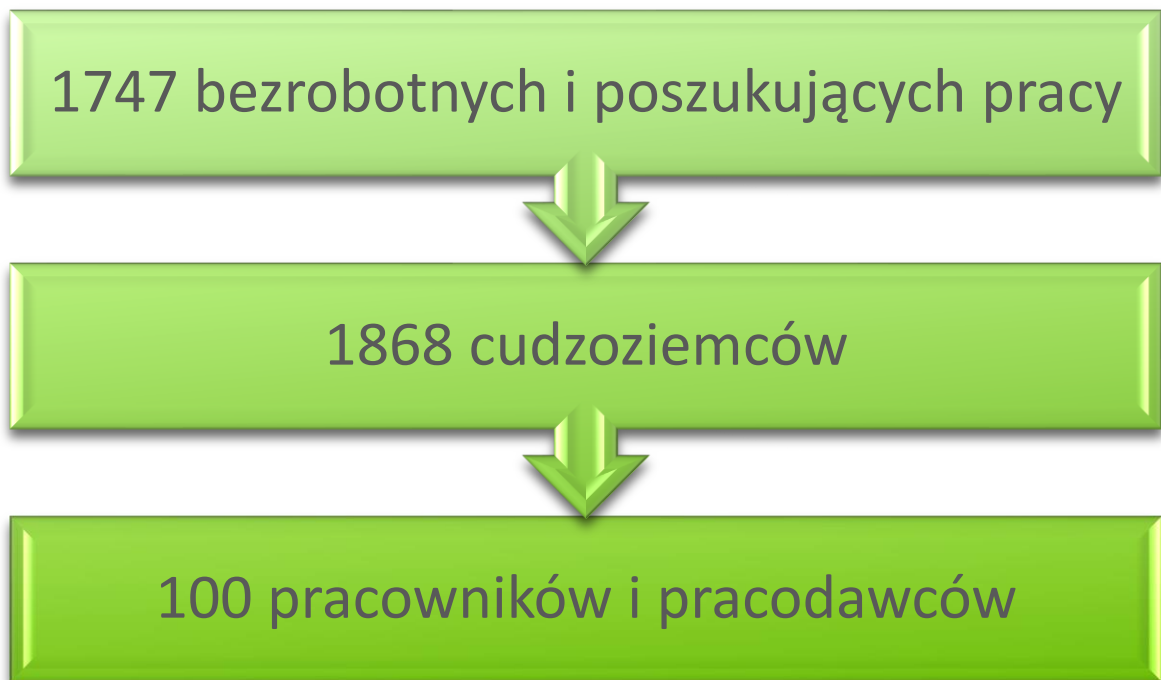 1747 bezrobotnych i poszukujących pracy
1868 cudzoziemców
100 pracowników i pracodawców